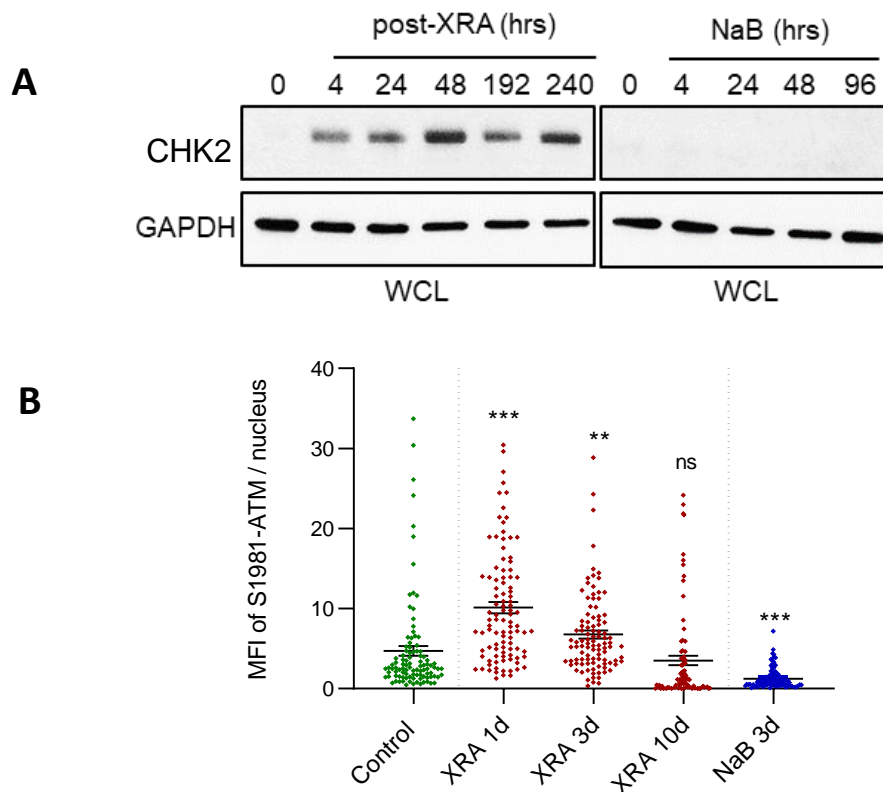 A
post-XRA (hrs) NaB (hrs)
0 4 24 48 192 240 0 4 24 48 96
CHK2
GAPDH
WCL WCL
B
MFI of S1981-ATM / nucleus
40
30
20
10
0
***
**
ns
***
Control XRA 1d XRA 3d XRA 10d NaB 3d